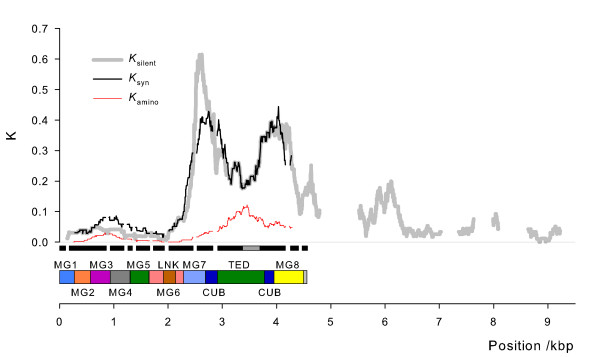 0.7
0.6
0.5
0.4
0.3
0.2
0.1
0.0
K
Ksilent
Ksyn
Kamino
MG1 MG3 MG5 LNK MG7 TED MG8
MG2 MG4 MG6 CUB CUB
0 1 2 3 4 5 6 7 8 9
Position /kbp